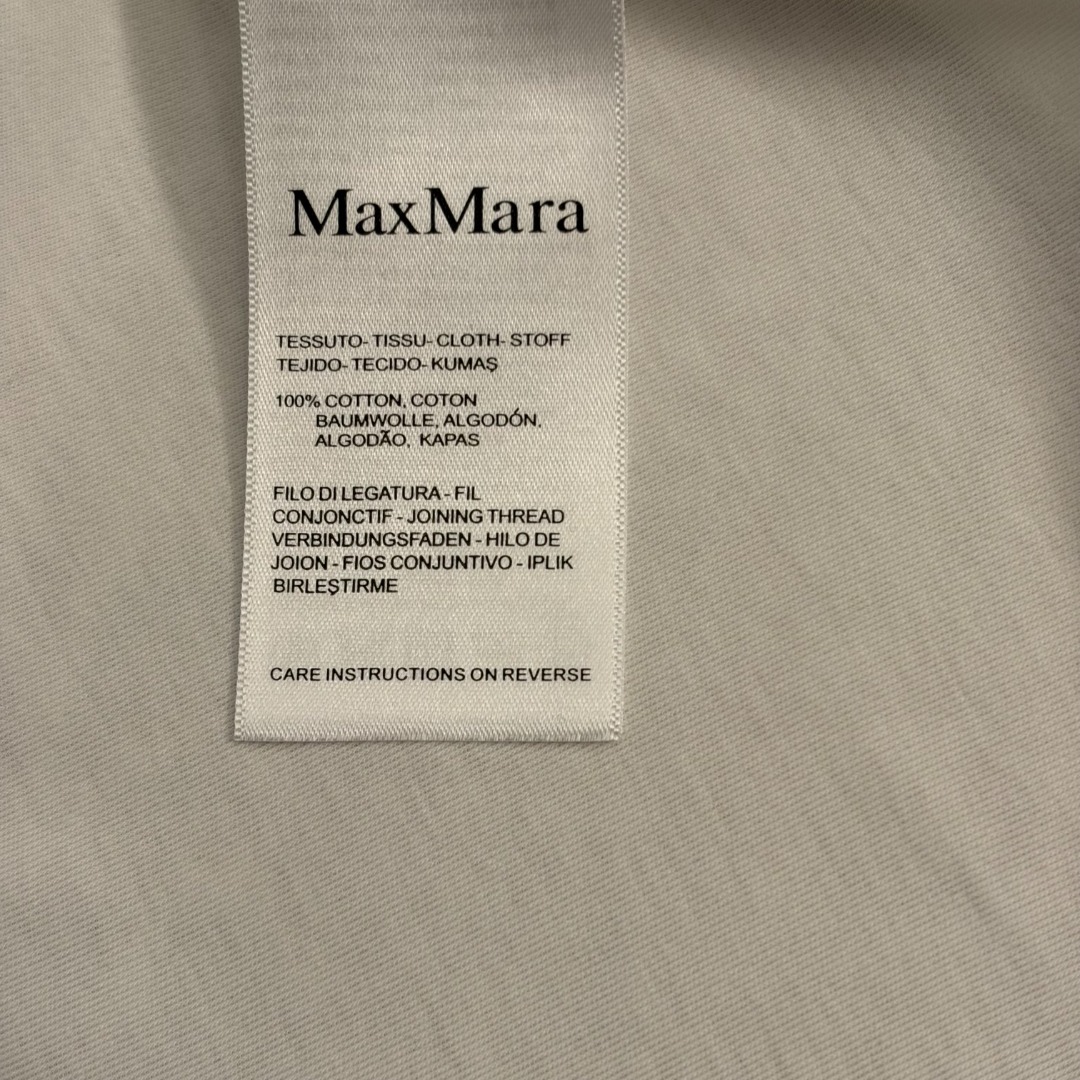 MaxMara
TESSUTO- TISSU- CLOTH- STOFF
TEJIDO- TECIDO- KUMAŞ
100% COTTON, COTON
BAUMWOLLE, ALGODÓN,
ALGODÃO, KAPAS
FILO DI LEGATURA - FIL
CONJONCTIF - JOINING THREAD
VERBINDUNGSFADEN - HILO DE
JOION - FIOS CONJUNTIVO - IPLIK
BIRLEŞTIRME
CARE INSTRUCTIONS ON REVERSE